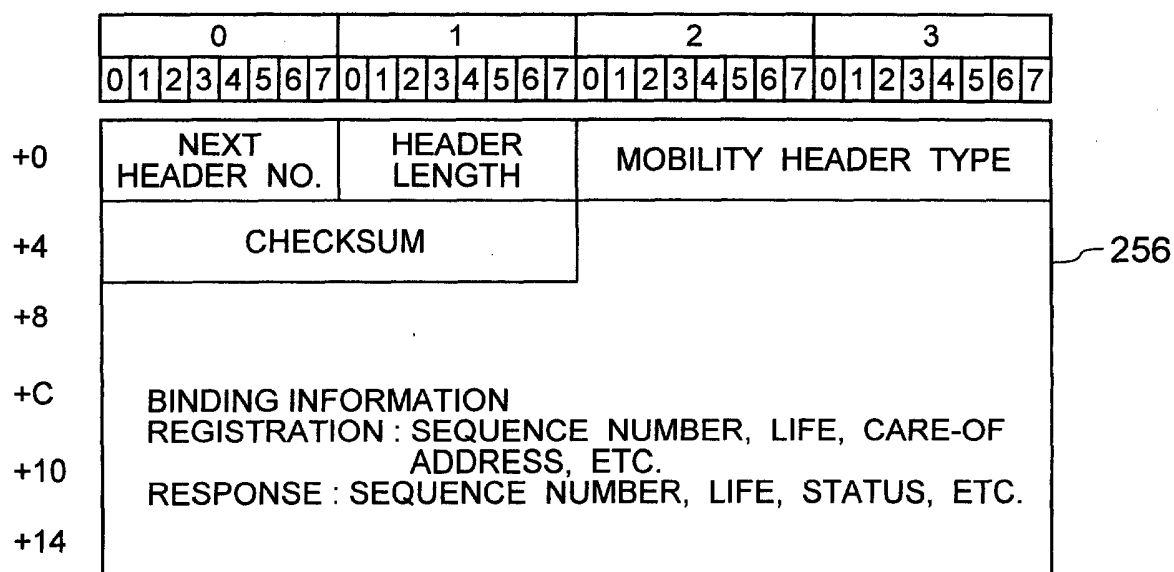 0 1 2 3
0 1 2 3 4 5 6 7 0 1 2 3 4 5 6 7 0 1 2 3 4 5 6 7 0 1 2 3 4 5 6 7
+0 NEXT HEADER LENGTH MOBILITY HEADER TYPE
HEADER NO.
+4 CHECKSUM 256
+8
+C BINDING INFORMATION
REGISTRATION : SEQUENCE NUMBER, LIFE, CARE-OF
+10 ADDRESS, ETC.
RESPONSE : SEQUENCE NUMBER, LIFE, STATUS, ETC.
+14